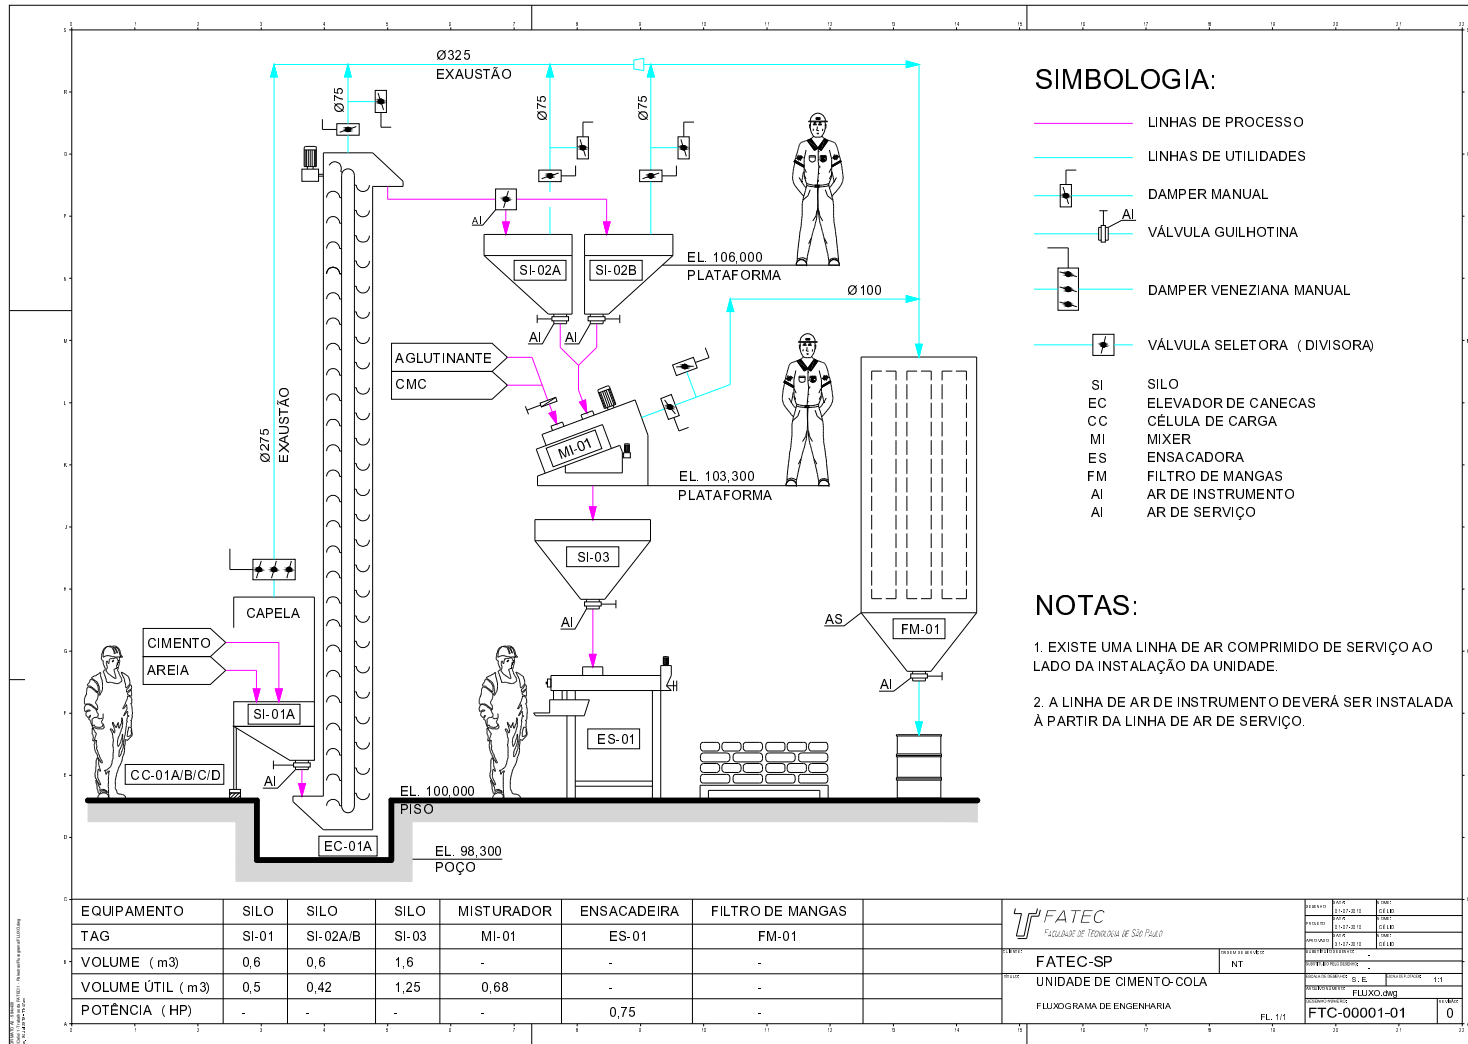 Ø325
EXAUSTÃO
Ø75
Ø75
Ø75
AI
SI-02A
SI-02B
EL. 106,000
PLATAFORMA
AI
AI
Ø100
AGLUTINANTE
CMC
Ø275
EXAUSTÃO
MI-01
EL. 103,300
PLATAFORMA
SI-03
AI
CAPELA
CIMENTO
AREIA
SI-01A
CC-01A/B/C/D
AI
ES-01
AS
FM-01
AI
EL. 100,000
PISO
EC-01A
EL. 98,300
POÇO
SIMBOLOGIA:
LINHAS DE PROCESSO
LINHAS DE UTILIDADES
DAMPER MANUAL
AI
VÁLVULA GUILHOTINA
DAMPER VENEZIANA MANUAL
VÁLVULA SELETORA (DIVISORA)
SI SILO
EC ELEVADOR DE CANECAS
CC CÉLULA DE CARGA
MI MIXER
ES ENSACADORA
FM FILTRO DE MANGAS
AI AR DE INSTRUMENTO
AI AR DE SERVIÇO
NOTAS:
1. EXISTE UMA LINHA DE AR COMPRIMIDO DE SERVIÇO AO
LADO DA INSTALAÇÃO DA UNIDADE.
2. A LINHA DE AR DE INSTRUMENTO DEVERÁ SER INSTALADA
À PARTIR DA LINHA DE AR DE SERVIÇO.
EQUIPAMENTO SILO SILO SILO MISTURADOR ENSACADEIRA FILTRO DE MANGAS
TAG SI-01 SI-02A/B SI-03 MI-01 ES-01 FM-01
VOLUME (m3) 0,6 0,6 1,6 - - -
VOLUME ÚTIL (m3) 0,5 0,42 1,25 0,68 - -
POTÊNCIA (HP) - - - - 0,75 -
FATEC
FACULDADE DE TECNOLOGIA DE SÃO PAULO
FATEC-SP
NT
UNIDADE DE CIMENTO-COLA
FLUXOGRAMA DE ENGENHARIA
FL. 1/1
S. E.
1:1
FLUXO.dwg
FTC-00001-01
0